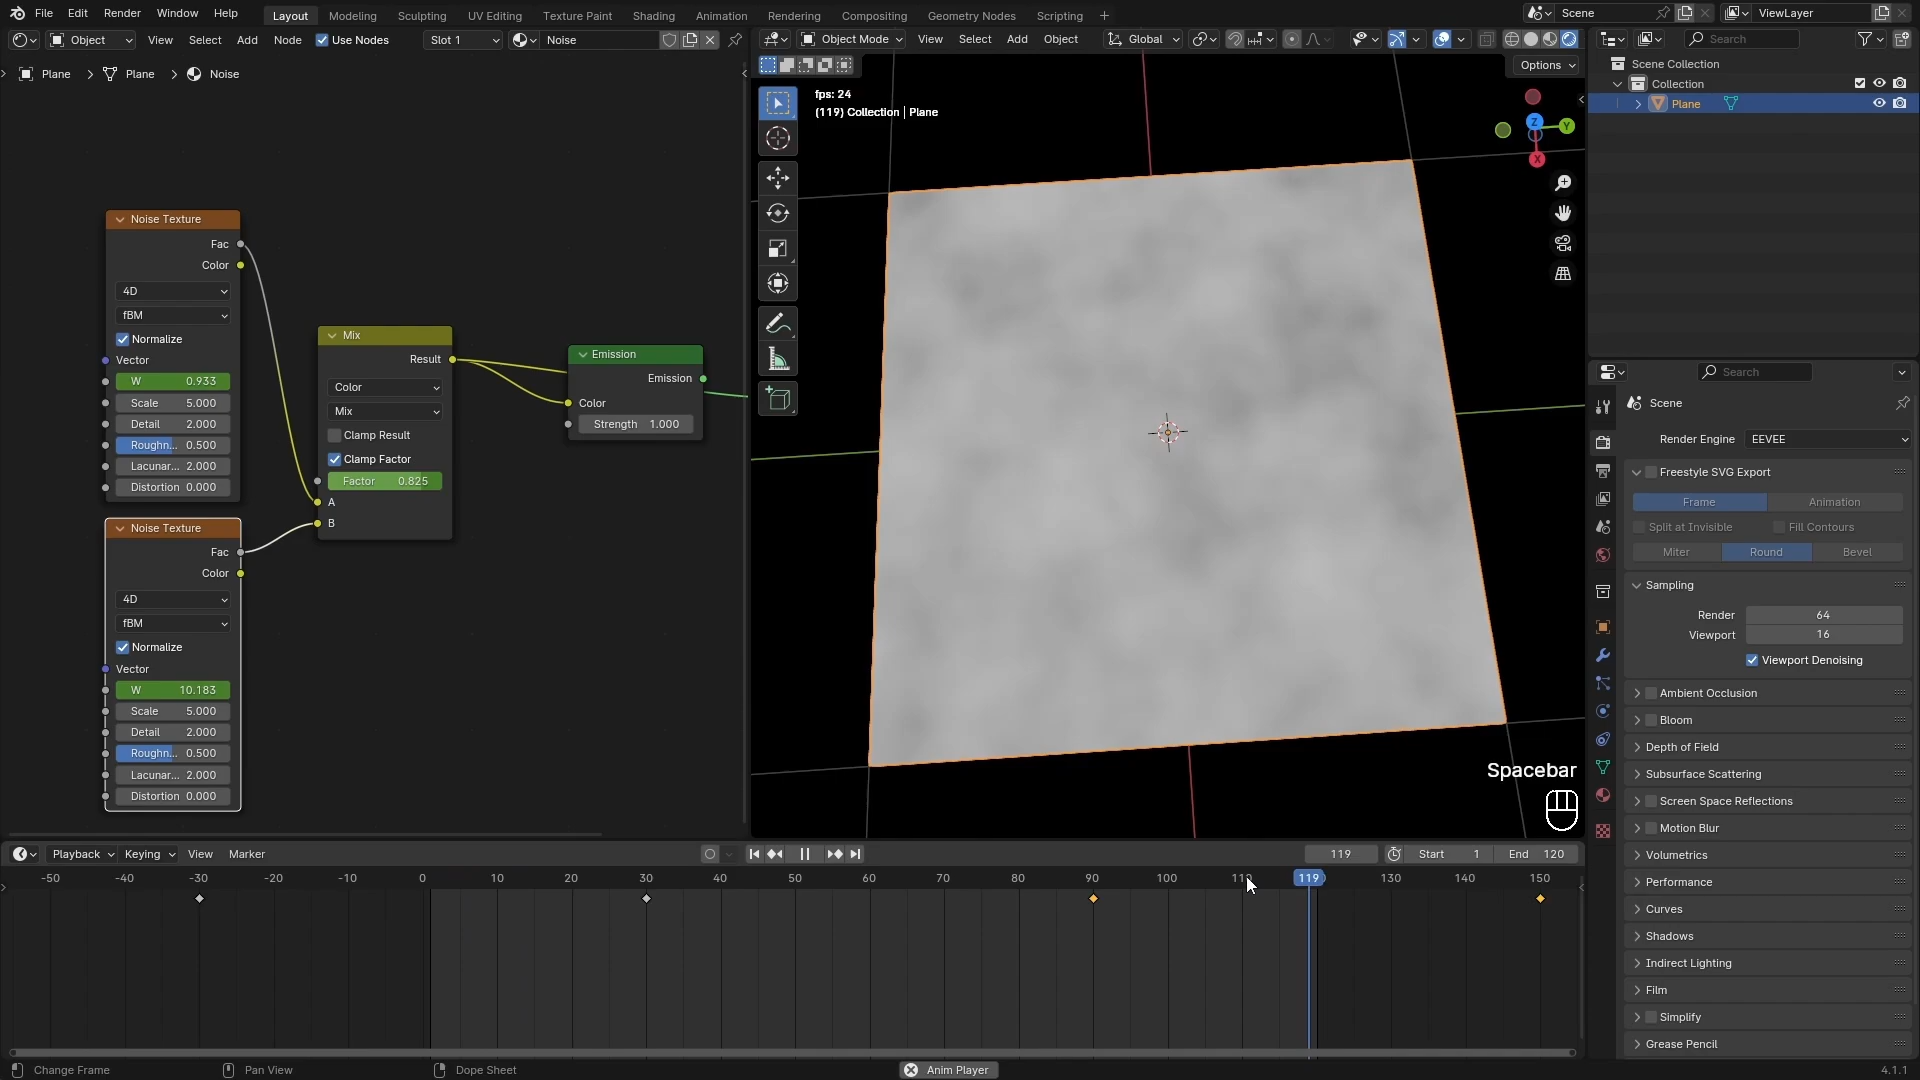 File Edit Render Window Help Layout Modeling Sculpting UV Editing Texture Paint Shading Animation Rendering Compositing Geometry Nodes Scripting + Scene ViewLayer
Object View Select Add Node Use Nodes Slot 1 Noise
Object Mode View Select Add Object Global
Search
Options
Plane > Plane > Noise
fps: 24
(119) Collection | Plane
Z
Y
X
Scene Collection
Collection
Plane
Noise Texture
Fac
Color
4D
fBM
Normalize
Vector
W 0.933
Scale 5.000
Detail 2.000
Roughn... 0.500
Lacunar... 2.000
Distortion 0.000
Noise Texture
Fac
Color
4D
fBM
Normalize
Vector
W 10.183
Scale 5.000
Detail 2.000
Roughn... 0.500
Lacunar... 2.000
Distortion 0.000
Mix
Result
Color
Mix
Clamp Result
Clamp Factor
Factor 0.825
A
B
Emission
Emission
Color
Strength 1.000
Spacebar
Search
Scene
Render Engine EEVEE
Freestyle SVG Export
Frame Animation
Split at Invisible Fill Contours
Miter Round Bevel
Sampling
Render 64
Viewport 16
Viewport Denoising
Ambient Occlusion
Bloom
Depth of Field
Subsurface Scattering
Screen Space Reflections
Motion Blur
Volumetrics
Performance
Curves
Shadows
Indirect Lighting
Film
Simplify
Grease Pencil
Playback Keying View Marker 119 Start 1 End 120
-50 -40 -30 -20 -10 0 10 20 30 40 50 60 70 80 90 100 110 119 130 140 150
Change Frame Pan View Dope Sheet Anim Player 4.1.1